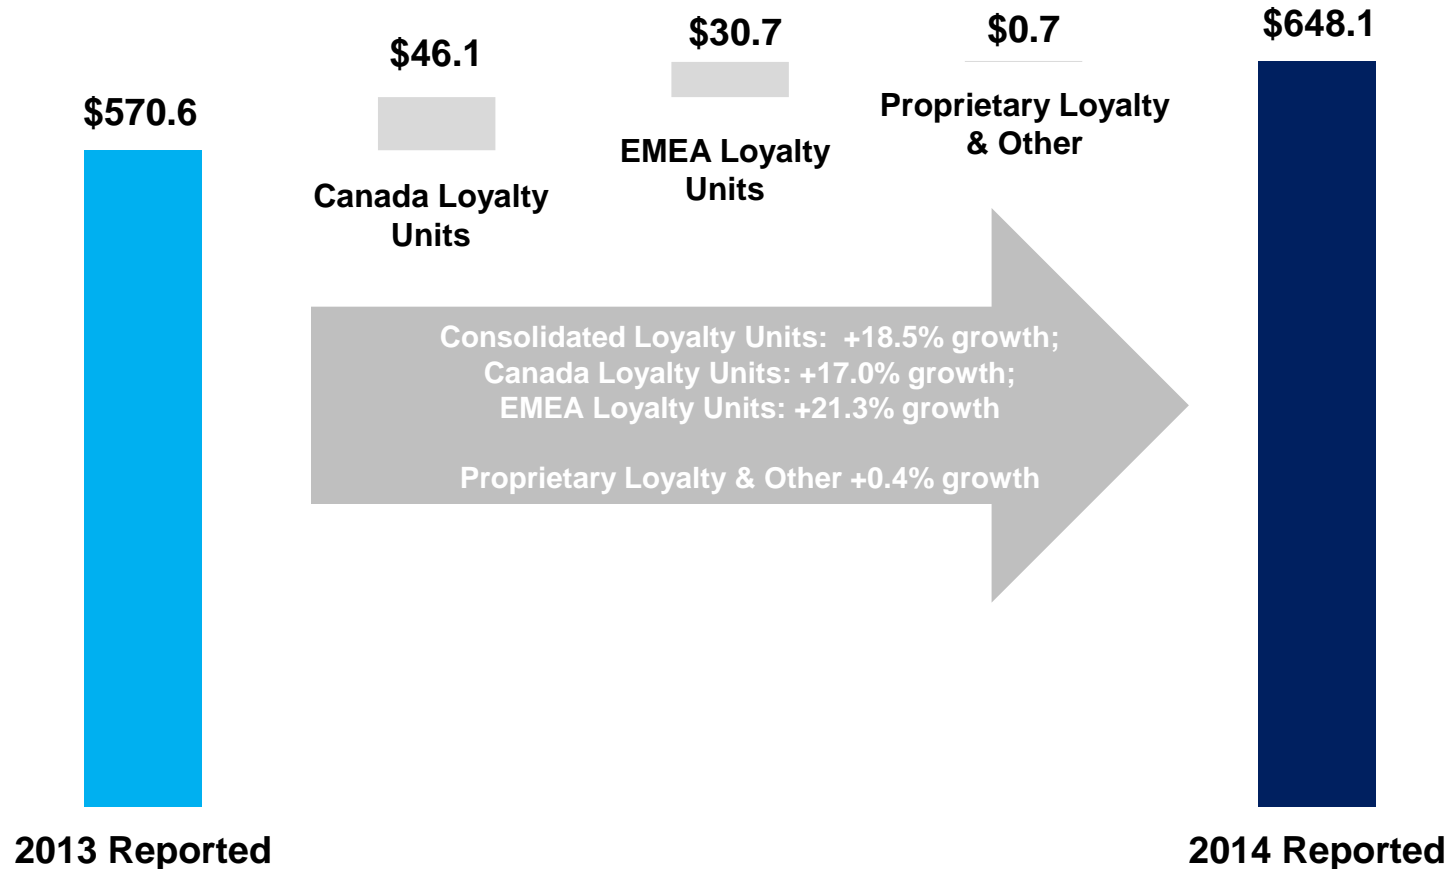 $570.6
$46.1
$30.7
$0.7
$648.1
Canada Loyalty
Units
EMEA Loyalty
Units
Proprietary Loyalty
& Other
Consolidated Loyalty Units:  +18.5% growth;
Canada Loyalty Units: +17.0% growth;
EMEA Loyalty Units: +21.3% growth
Proprietary Loyalty & Other +0.4% growth
2013 Reported
2014 Reported